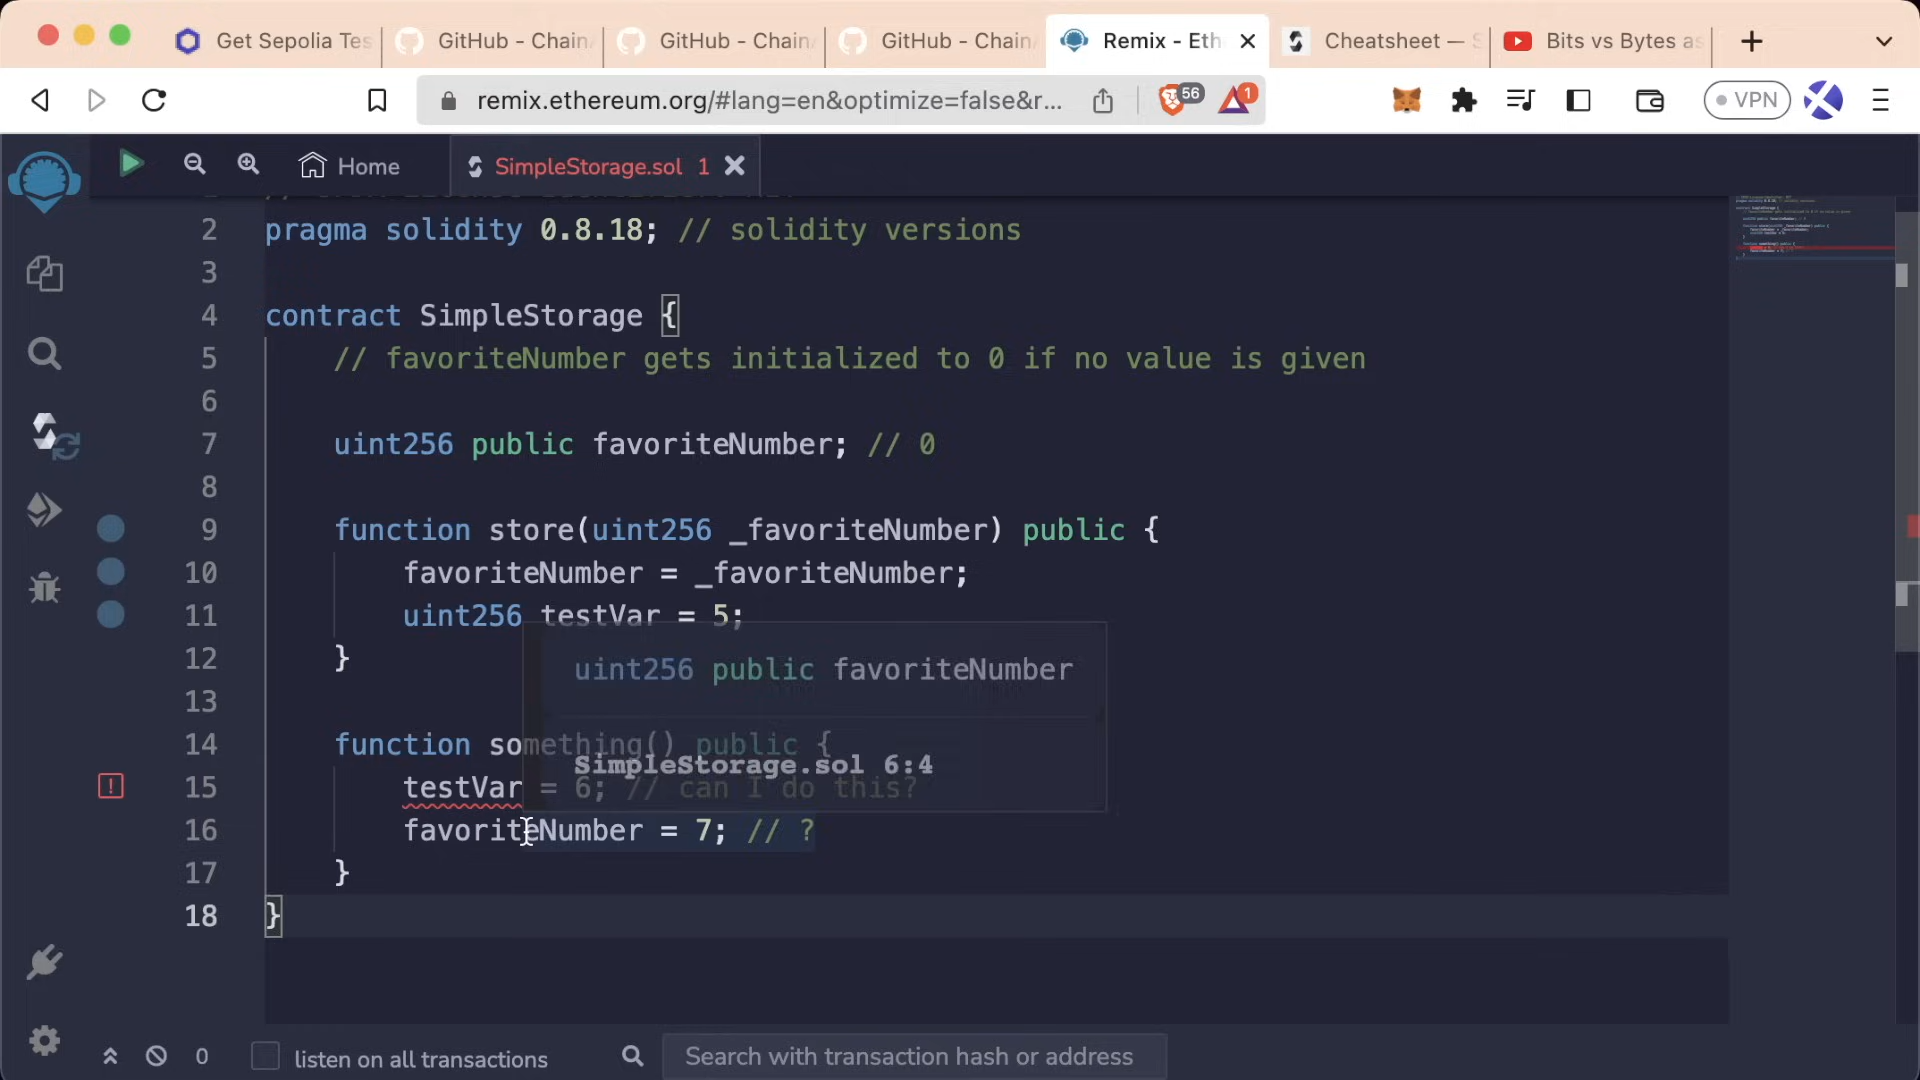 Get Sepolia Tes
GitHub - Chain
GitHub - Chain
GitHub - Chain
Remix - Eth
Cheatsheet — S
Bits vs Bytes as
remix.ethereum.org/#lang=en&optimize=false&r...
56
1
VPN
Home
SimpleStorage.sol 1
2 pragma solidity 0.8.18; // solidity versions
3
4 contract SimpleStorage {
5 // favoriteNumber gets initialized to 0 if no value is given
6
7 uint256 public favoriteNumber; // 0
8
9 function store(uint256 _favoriteNumber) public {
10 favoriteNumber = _favoriteNumber;
11 uint256 testVar = 5;
12 }
uint256 public favoriteNumber
13
14 function something() public {
SimpleStorage.sol 6:4
15 testVar = 6; // can I do this?
16 favoriteNumber = 7; // ?
17 }
18 }
0
listen on all transactions
Search with transaction hash or address